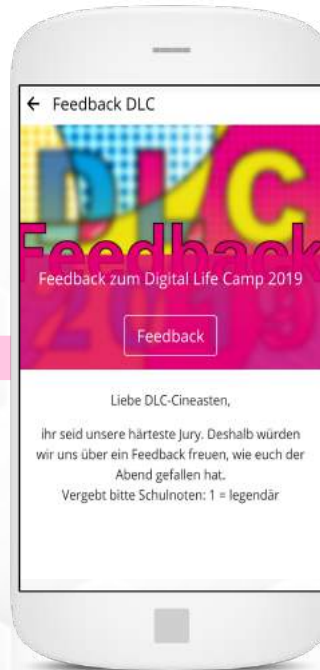 ← Feedback DLC
DLC
Feedback
2019
Feedback zum Digital Life Camp 2019
Feedback
Liebe DLC-Cineasten,
ihr seid unsere härteste Jury. Deshalb würden
wir uns über ein Feedback freuen, wie euch der
Abend gefallen hat.
Vergebt bitte Schulnoten: 1 = legendär